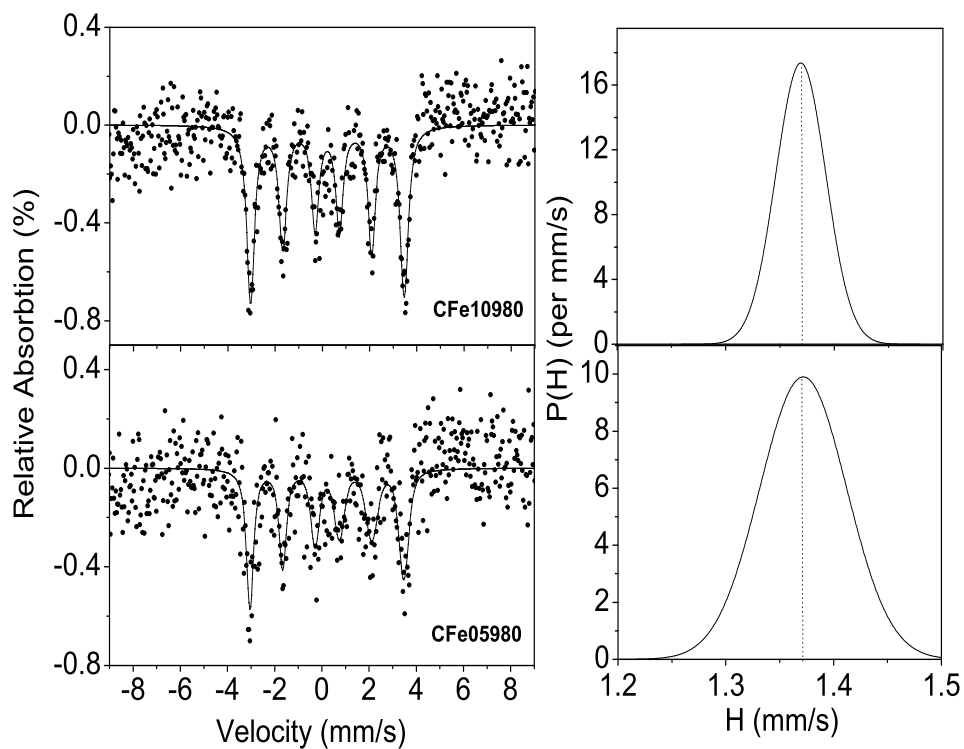 0.4
0.0
-0.4
-0.8
CFe10980
0.4
0.0
-0.4
-0.8
CFe05980
-8 -6 -4 -2 0 2 4 6 8
Velocity (mm/s)
Relative Absorbtion (%)
16
12
8
4
0
10
8
6
4
2
0
1.2 1.3 1.4 1.5
H (mm/s)
P(H) (per mm/s)